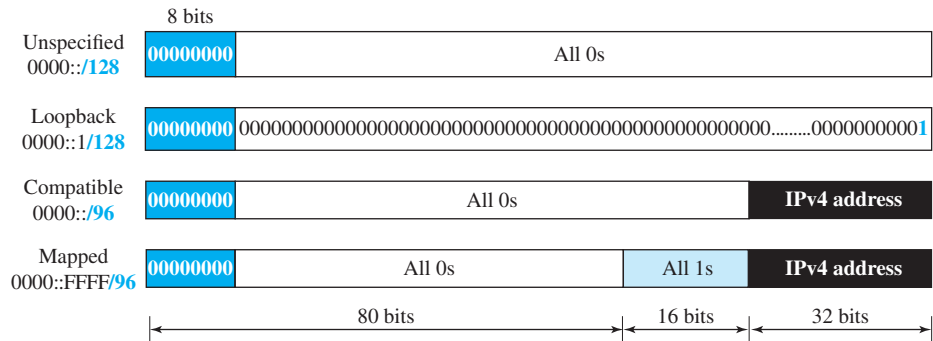 8 bits
Unspecified
0000::/128
00000000
All 0s
Loopback
0000::1/128
00000000
000000000000000000000000000000000000000000000000.........00000000001
Compatible
0000::/96
00000000
All 0s
IPv4 address
Mapped
0000::FFFF/96
00000000
All 0s
All 1s
IPv4 address
80 bits
16 bits
32 bits